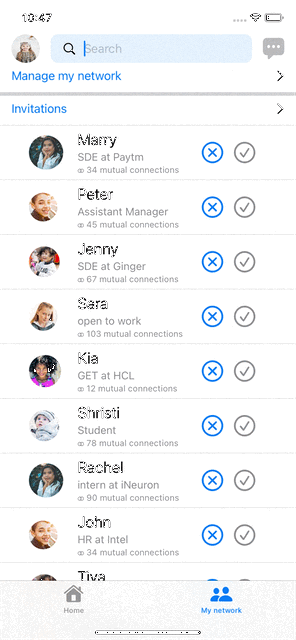 10:47
Search
Manage my network
Invitations
Marry
SDE at Paytm
34 mutual connections
Peter
Assistant Manager
45 mutual connections
Jenny
SDE at Ginger
67 mutual connections
Sara
open to work
103 mutual connections
Kia
GET at HCL
12 mutual connections
Shristi
Student
78 mutual connections
Rachel
intern at iNeuron
90 mutual connections
John
HR at Intel
34 mutual connections
Tiya
Home
My network